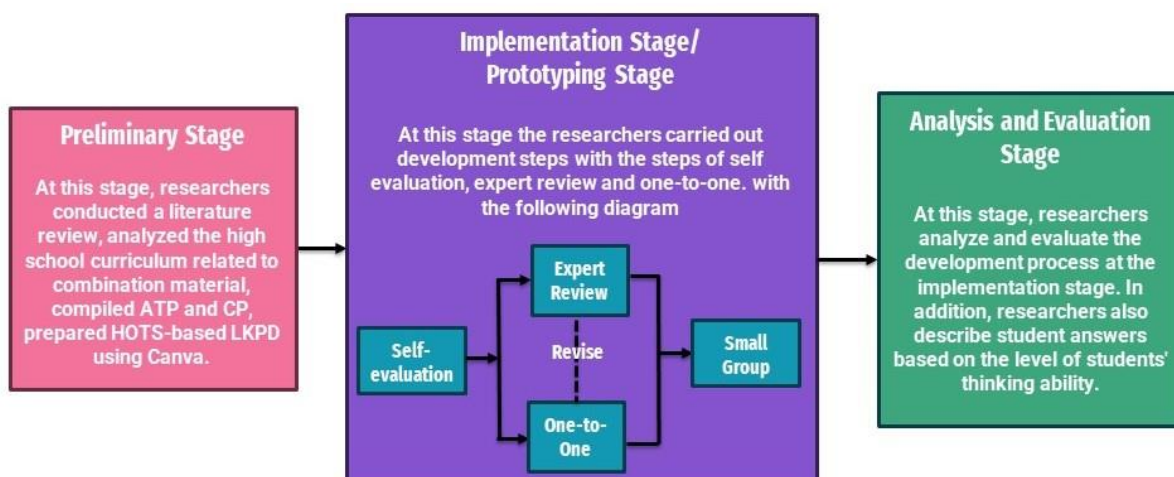 Preliminary Stage
At this stage, researchers
conducted a literature
review, analyzed the high
school curriculum related to
combination material,
compiled ATP and CP,
prepared HOTS-based LKPD
using Canva.
Implementation Stage/
Prototyping Stage
At this stage the researchers carried out
development steps with the steps of self
evaluation, expert review and one-to-one. with
the following diagram
Self-
evaluation
Expert
Review
Revise
One-to-
One
Small
Group
Analysis and Evaluation
Stage
At this stage, researchers
analyze and evaluate the
development process at the
implementation stage. In
addition, researchers also
describe student answers
based on the level of students'
thinking ability.